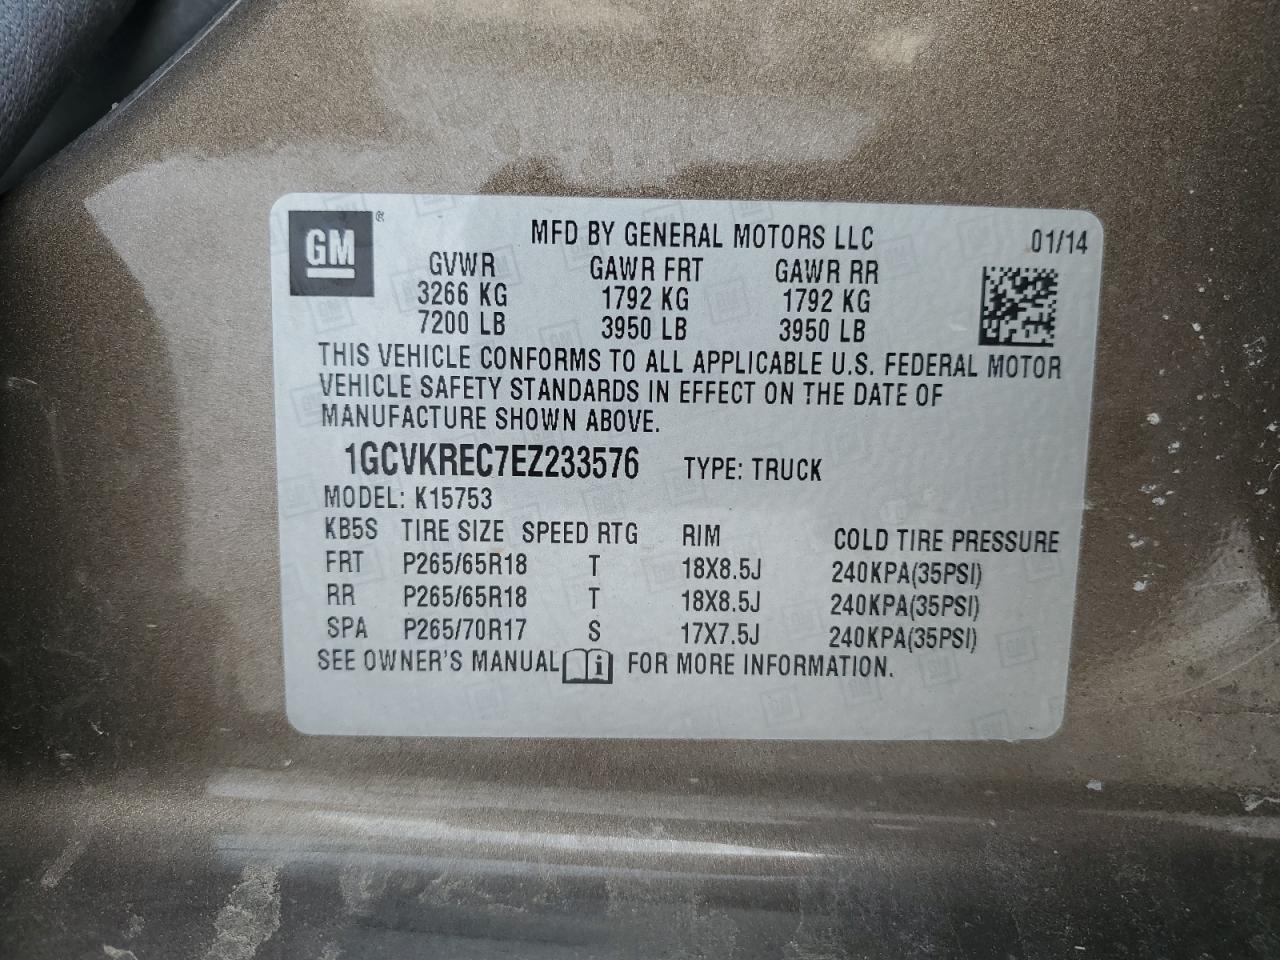 GM ®
MFD BY GENERAL MOTORS LLC 01/14
GVWR GAWR FRT GAWR RR
3266 KG 1792 KG 1792 KG
7200 LB 3950 LB 3950 LB
THIS VEHICLE CONFORMS TO ALL APPLICABLE U.S. FEDERAL MOTOR
VEHICLE SAFETY STANDARDS IN EFFECT ON THE DATE OF
MANUFACTURE SHOWN ABOVE.
1GCVKREC7EZ233576 TYPE: TRUCK
MODEL: K15753
KB5S TIRE SIZE SPEED RTG RIM COLD TIRE PRESSURE
FRT P265/65R18 T 18X8.5J 240KPA(35PSI)
RR P265/65R18 T 18X8.5J 240KPA(35PSI)
SPA P265/70R17 S 17X7.5J 240KPA(35PSI)
SEE OWNER'S MANUAL i FOR MORE INFORMATION.